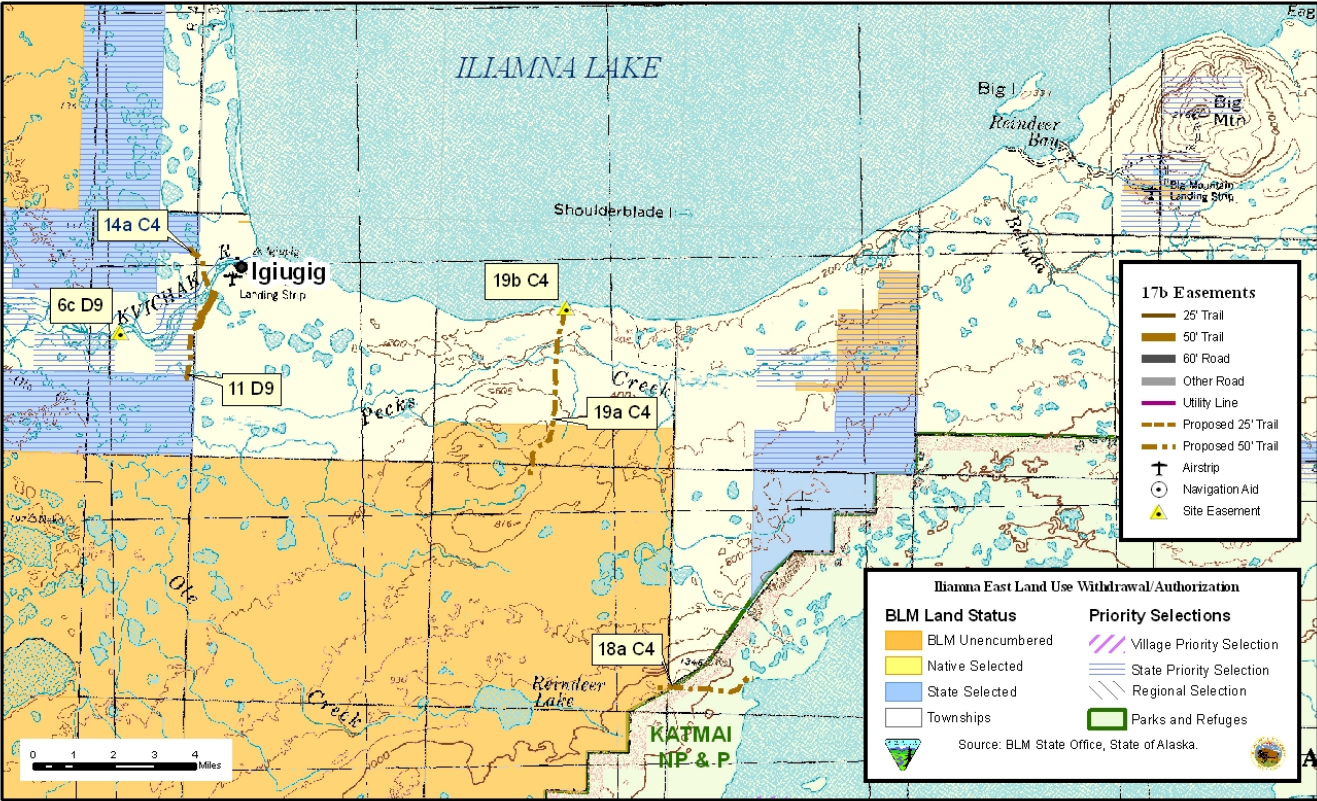 Eag
ILIAMNA LAKE
Big I
Big
Mtn
1000
Reindeer
Bay
200
Big Mountain
Landing Strip
Shoulderblade I
14a C4
Belinda
KVICHAK R
Igiugig
Landing Strip
19b C4
6c D9
11 D9
Pecks Creek
19a C4
17b Easements
25' Trail
50' Trail
60' Road
Other Road
Utility Line
Proposed 25' Trail
Proposed 50' Trail
Airstrip
Navigation Aid
Site Easement
Ole Creek
18a C4
Reindeer
Lake
KATMAI
NP & P
0 1 2 3 4
Miles
Iliamna East Land Use Withdrawal/Authorization
BLM Land Status
BLM Unencumbered
Native Selected
State Selected
Townships
Priority Selections
Village Priority Selection
State Priority Selection
Regional Selection
Parks and Refuges
Source: BLM State Office, State of Alaska.
A